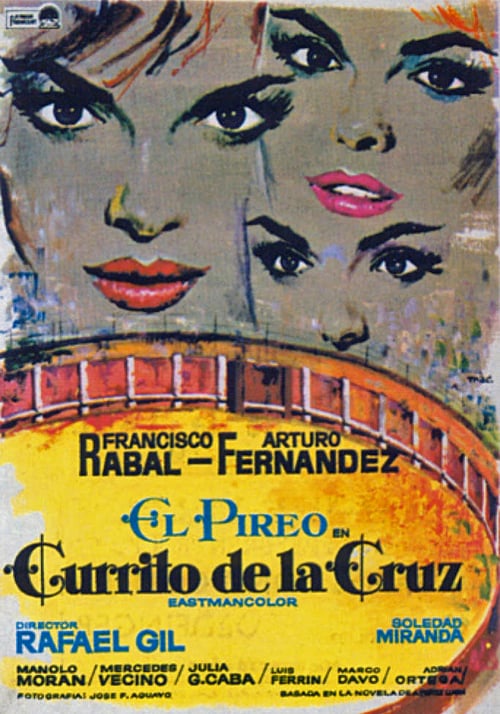 FRANCISCO ARTURO
RABAL - FERNANDEZ
EL PIREO EN
Currito de la Cruz
EASTMANCOLOR
DIRECTOR SOLEDAD
RAFAEL GIL MIRANDA
MANOLO MORAN / MERCEDES VECINO / JULIA G.CABA / LUIS FERRIN / MARCO DAVO / ADRIAN ORTEGA /
FOTOGRAFIA: JOSE F. AGUAYO BASADA EN LA NOVELA DE